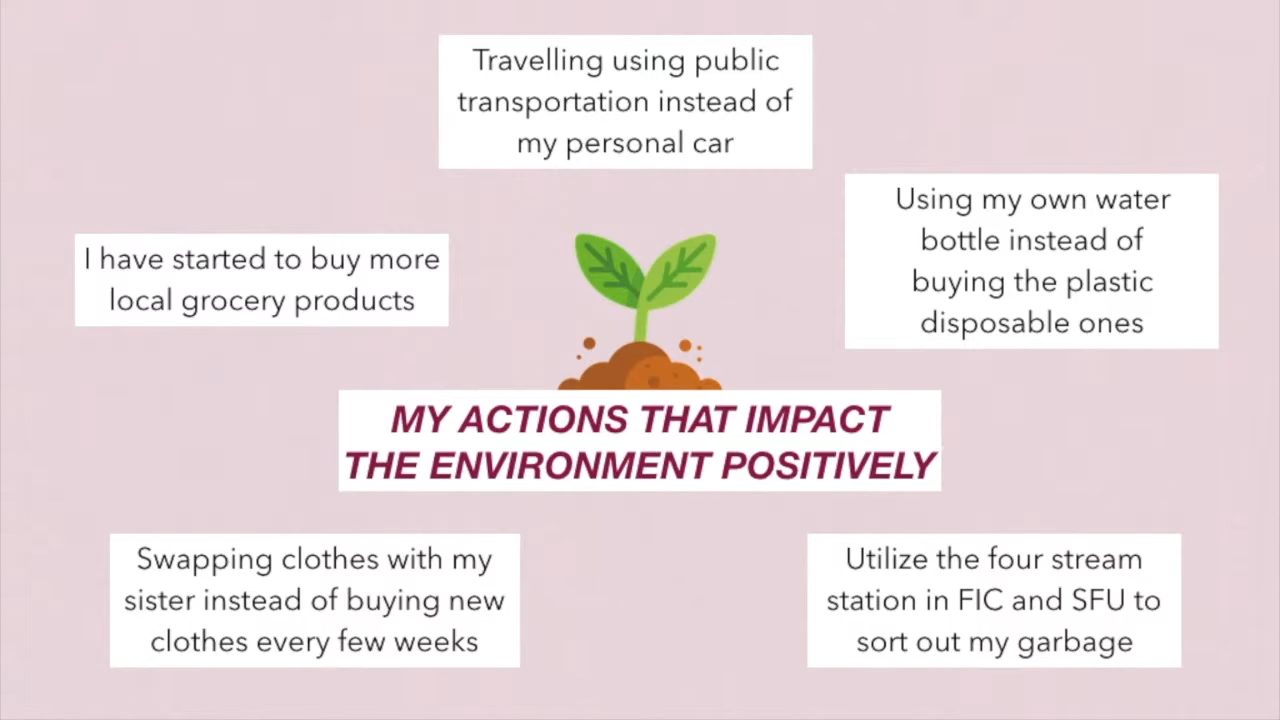 Travelling using public
transportation instead of
my personal car
Using my own water
bottle instead of
buying the plastic
disposable ones
I have started to buy more
local grocery products
MY ACTIONS THAT IMPACT
THE ENVIRONMENT POSITIVELY
Swapping clothes with my
sister instead of buying new
clothes every few weeks
Utilize the four stream
station in FIC and SFU to
sort out my garbage